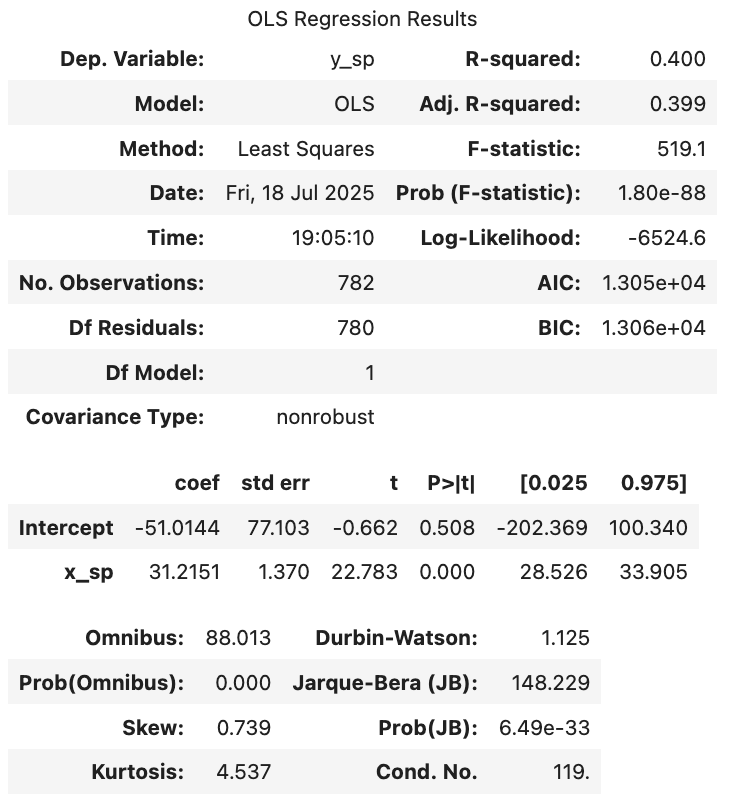 OLS Regression Results
Dep. Variable: y_sp R-squared: 0.400
Model: OLS Adj. R-squared: 0.399
Method: Least Squares F-statistic: 519.1
Date: Fri, 18 Jul 2025 Prob (F-statistic): 1.80e-88
Time: 19:05:10 Log-Likelihood: -6524.6
No. Observations: 782 AIC: 1.305e+04
Df Residuals: 780 BIC: 1.306e+04
Df Model: 1
Covariance Type: nonrobust
coef std err t P>|t| [0.025 0.975]
Intercept -51.0144 77.103 -0.662 0.508 -202.369 100.340
x_sp 31.2151 1.370 22.783 0.000 28.526 33.905
Omnibus: 88.013 Durbin-Watson: 1.125
Prob(Omnibus): 0.000 Jarque-Bera (JB): 148.229
Skew: 0.739 Prob(JB): 6.49e-33
Kurtosis: 4.537 Cond. No. 119.